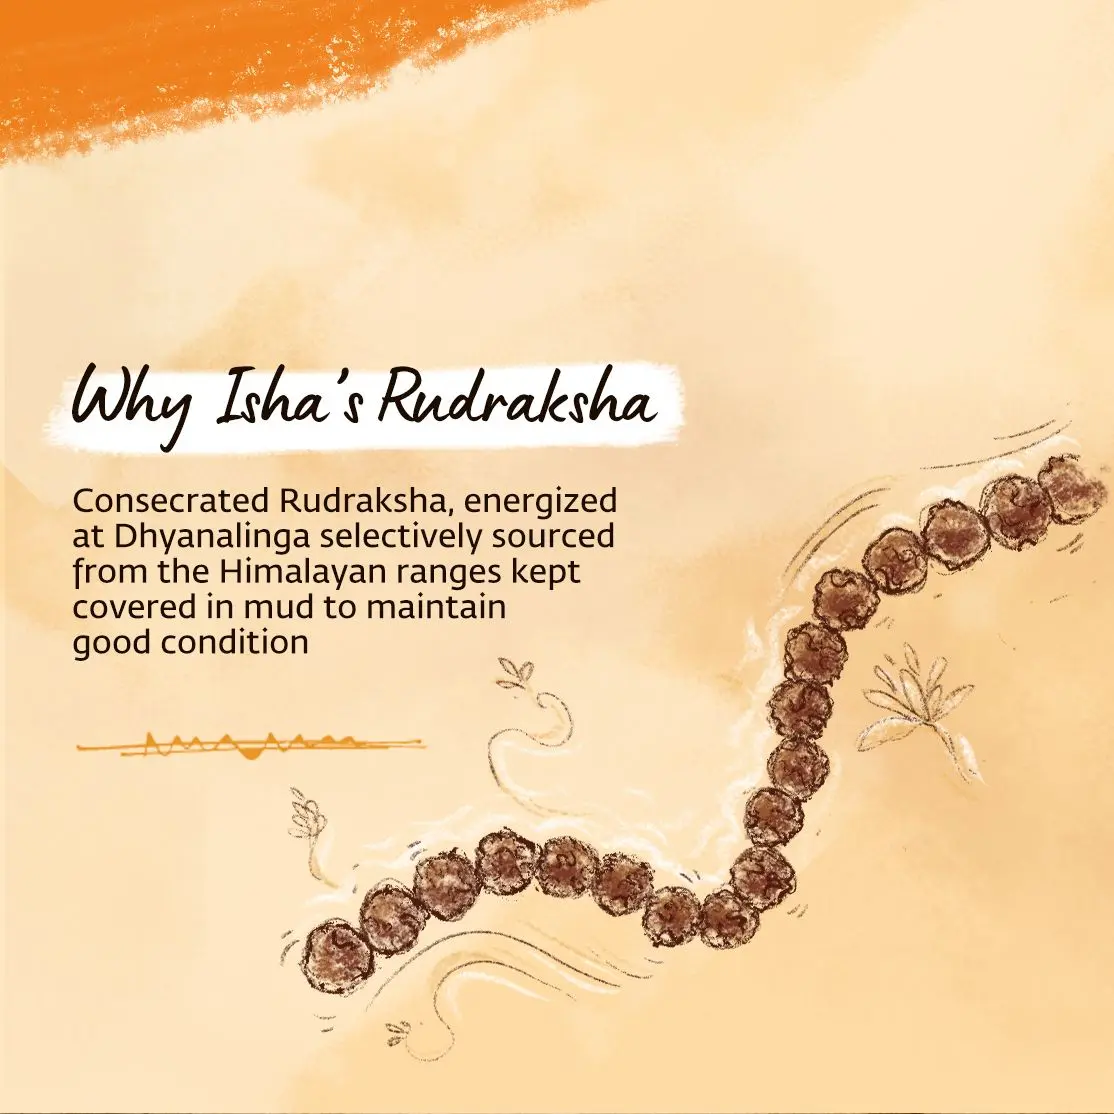 Why Isha's Rudraksha
Consecrated Rudraksha, energized
at Dhyanalinga selectively sourced
from the Himalayan ranges kept
covered in mud to maintain
good condition